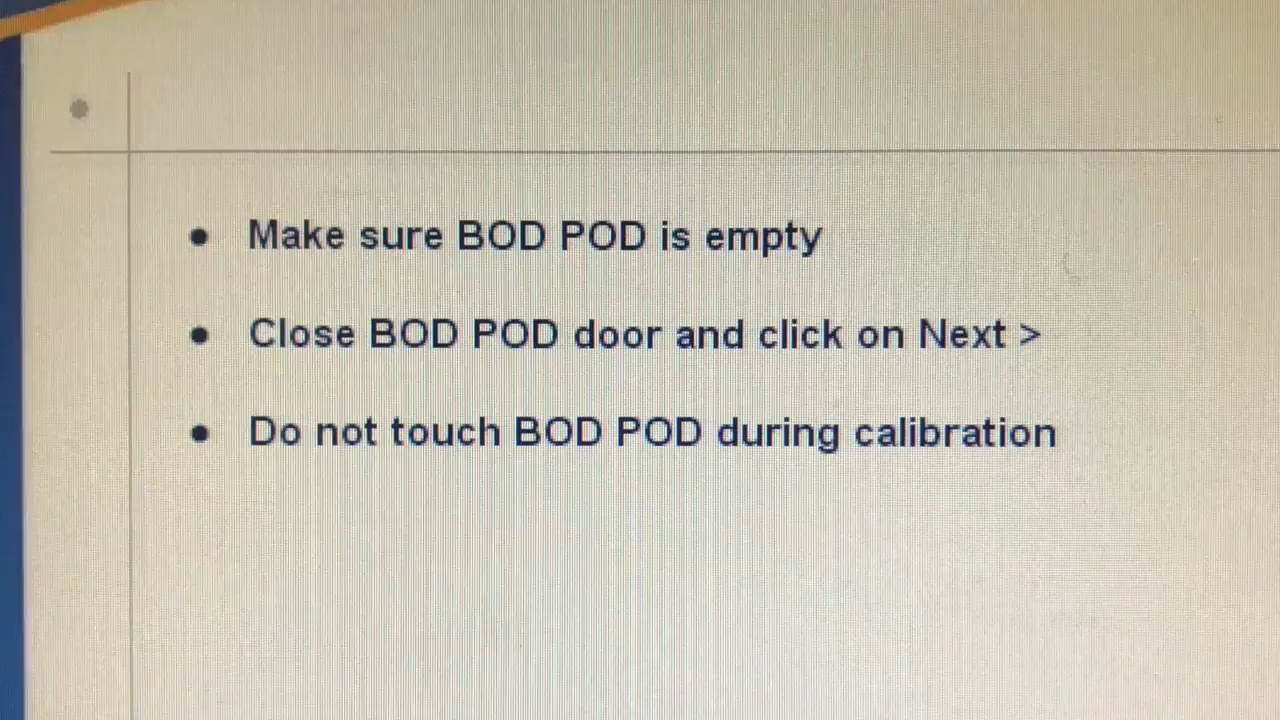 Make sure BOD POD is empty
Close BOD POD door and click on Next >
Do not touch BOD POD during calibration